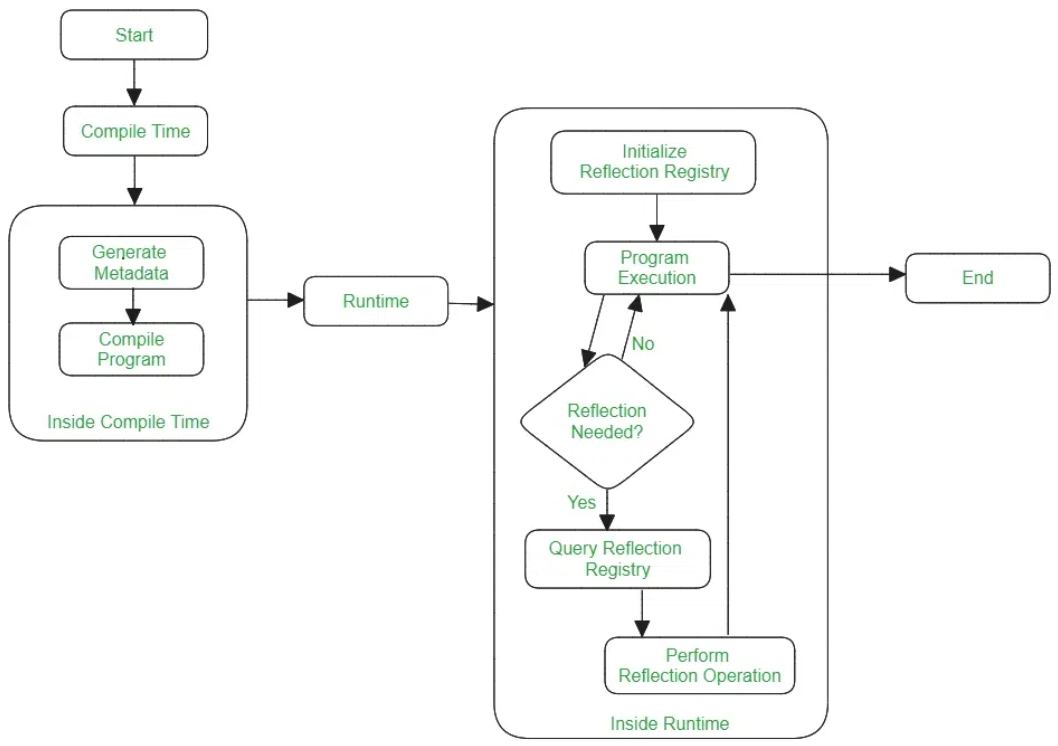 Start
Compile Time
Generate
Metadata
Compile
Program
Inside Compile Time
Runtime
Initialize
Reflection Registry
Program
Execution
No
Reflection
Needed?
Yes
Query Reflection
Registry
Perform
Reflection Operation
Inside Runtime
End